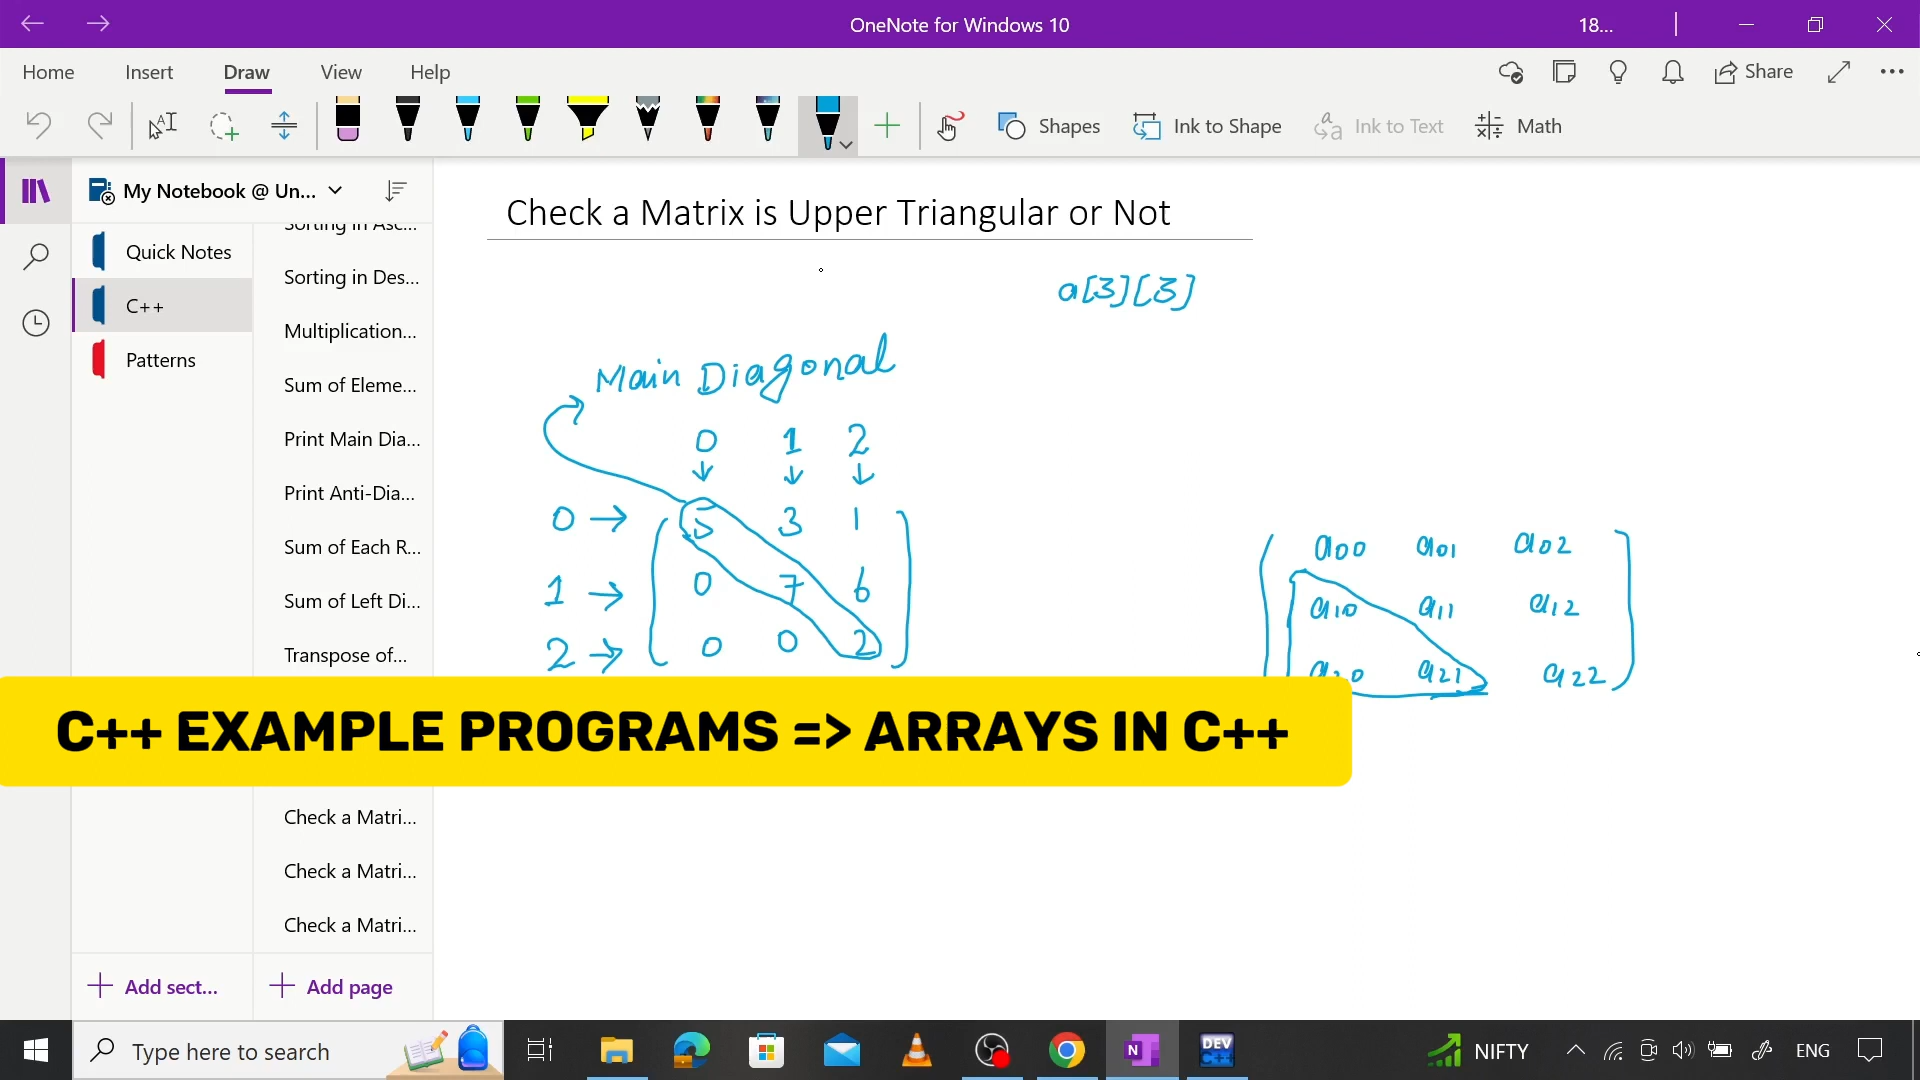 OneNote for Windows 10
18...
Home Insert Draw View Help
Share
Shapes Ink to Shape Ink to Text Math
My Notebook @ Un...
Quick Notes
C++
Patterns
Sorting in Asc...
Sorting in Des...
Multiplication...
Sum of Eleme...
Print Main Dia...
Print Anti-Dia...
Sum of Each R...
Sum of Left Di...
Transpose of...
Check a Matri...
Check a Matri...
Check a Matri...
Add sect...
Add page
Check a Matrix is Upper Triangular or Not
a[3][3]
Main Diagonal
0 1 2
↓ ↓ ↓
0 → 5 3 1
1 → 0 7 6
2 → 0 0 2
a00 a01 a02
a10 a11 a12
a20 a21 a22
C++ EXAMPLE PROGRAMS => ARRAYS IN C++
Type here to search
DEV
C++
NIFTY
ENG